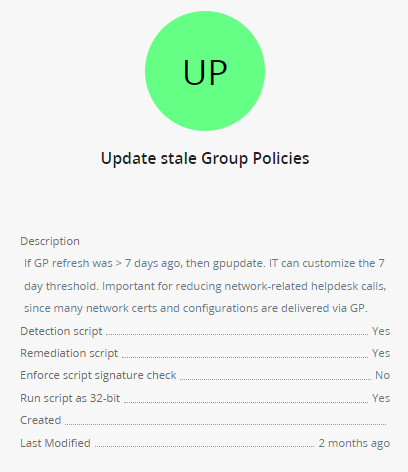 UP
Update stale Group Policies
Description
If GP refresh was > 7 days ago, then gpupdate. IT can customize the 7
day threshold. Important for reducing network-related helpdesk calls,
since many network certs and configurations are delivered via GP.
Detection script Yes
Remediation script Yes
Enforce script signature check No
Run script as 32-bit Yes
Created
Last Modified 2 months ago